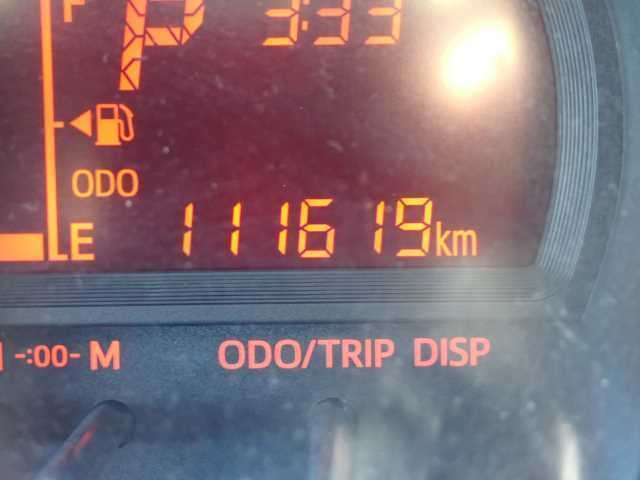 F P 3:33
ODO
E 111619km
-:00- M ODO/TRIP DISP